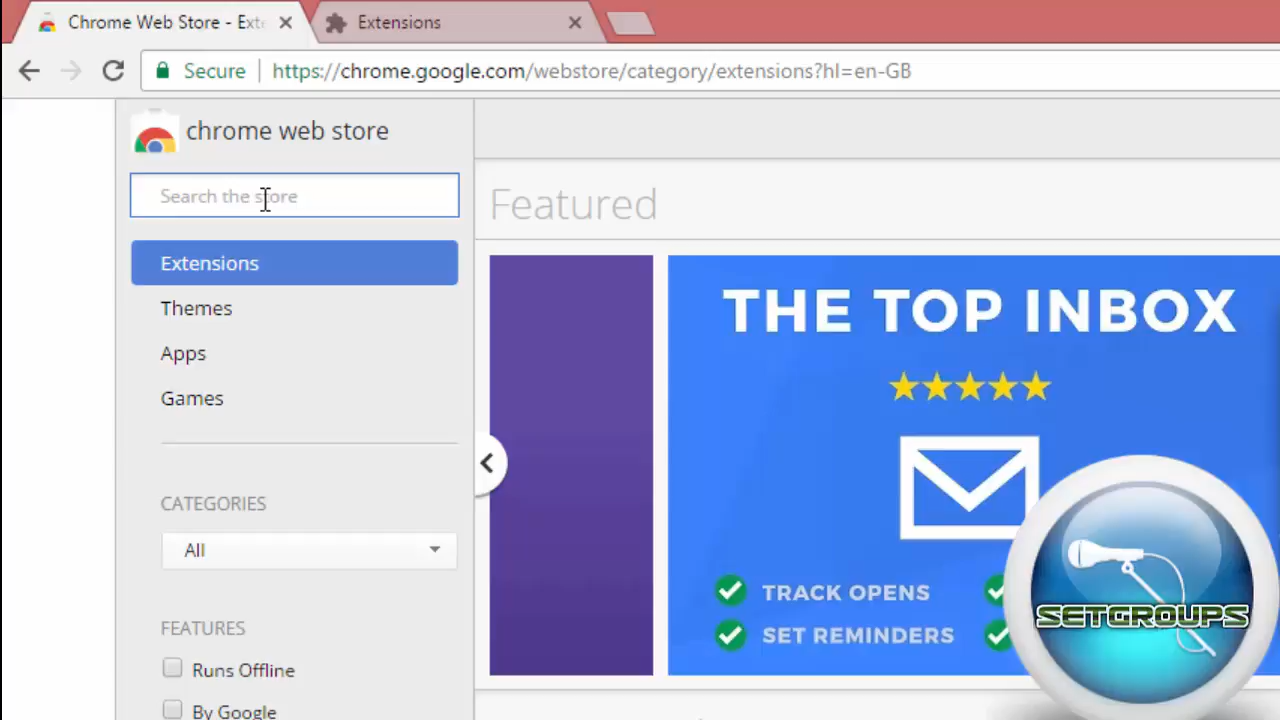 Chrome Web Store - Exte
Extensions
Secure
https://chrome.google.com/webstore/category/extensions?hl=en-GB
chrome web store
Search the store
Extensions
Themes
Apps
Games
CATEGORIES
All
FEATURES
Runs Offline
By Google
Featured
THE TOP INBOX
TRACK OPENS
SET REMINDERS
SETGROUPS